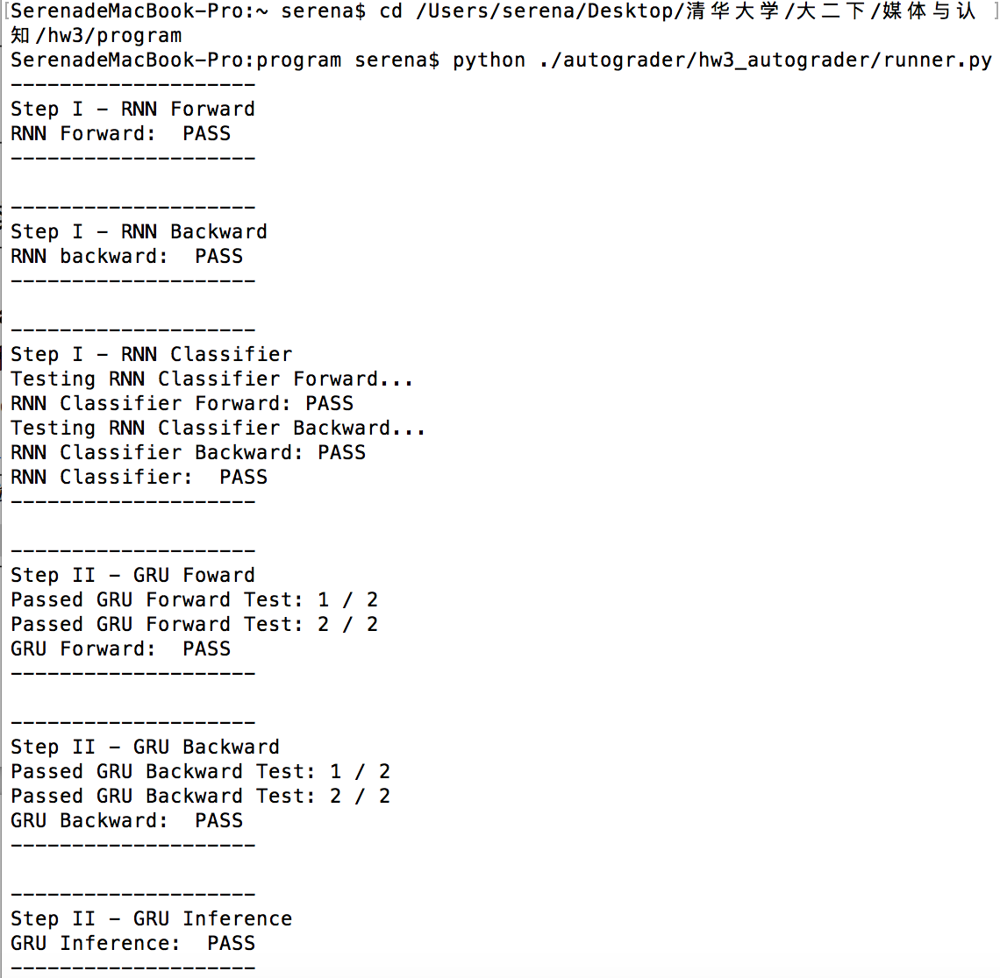 SerenadeMacBook-Pro:~ serena$ cd /Users/serena/Desktop/清华大学/大二下/媒体与认
知/hw3/program
SerenadeMacBook-Pro:program serena$ python ./autograder/hw3_autograder/runner.py
--------------------
Step I - RNN Forward
RNN Forward:  PASS
--------------------

--------------------
Step I - RNN Backward
RNN backward:  PASS
--------------------

--------------------
Step I - RNN Classifier
Testing RNN Classifier Forward...
RNN Classifier Forward: PASS
Testing RNN Classifier Backward...
RNN Classifier Backward: PASS
RNN Classifier:  PASS
--------------------

--------------------
Step II - GRU Foward
Passed GRU Forward Test: 1 / 2
Passed GRU Forward Test: 2 / 2
GRU Forward:  PASS
--------------------

--------------------
Step II - GRU Backward
Passed GRU Backward Test: 1 / 2
Passed GRU Backward Test: 2 / 2
GRU Backward:  PASS
--------------------

--------------------
Step II - GRU Inference
GRU Inference:  PASS
--------------------